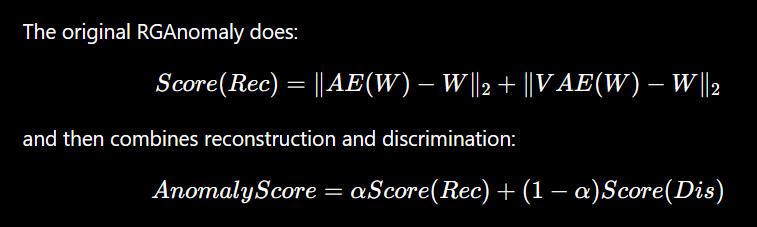 The original RGAnomaly does:
Score(Rec) = ‖AE(W) − W‖₂ + ‖VAE(W) − W‖₂
and then combines reconstruction and discrimination:
AnomalyScore = αScore(Rec) + (1 − α)Score(Dis)